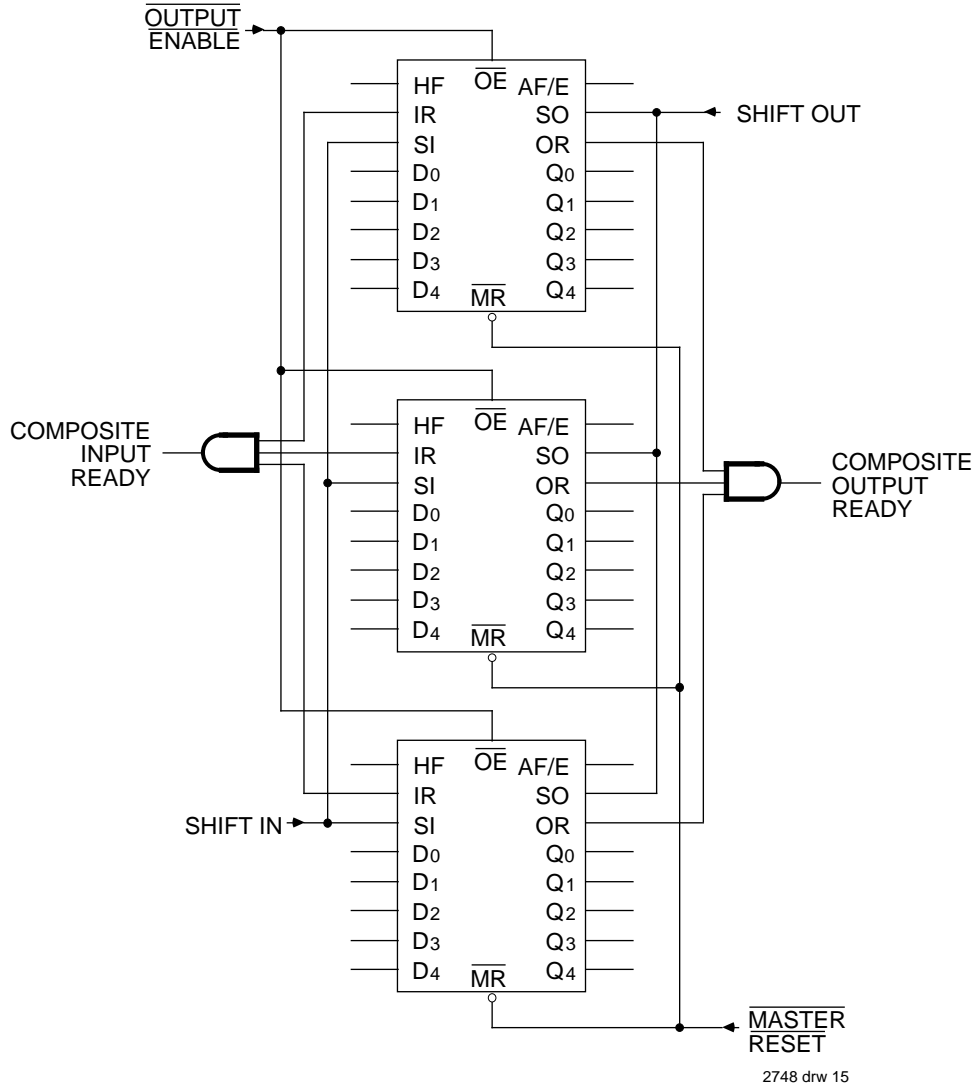 OUTPUT
ENABLE
OE
HF AF/E
IR SO
SHIFT OUT
SI OR
D0 Q0
D1 Q1
D2 Q2
D3 Q3
D4 Q4
MR
OE
HF AF/E
COMPOSITE
INPUT
READY
IR SO
SI OR
COMPOSITE
OUTPUT
READY
D0 Q0
D1 Q1
D2 Q2
D3 Q3
D4 Q4
MR
OE
HF AF/E
IR SO
SHIFT IN
SI OR
D0 Q0
D1 Q1
D2 Q2
D3 Q3
D4 Q4
MR
MASTER
RESET
2748 drw 15